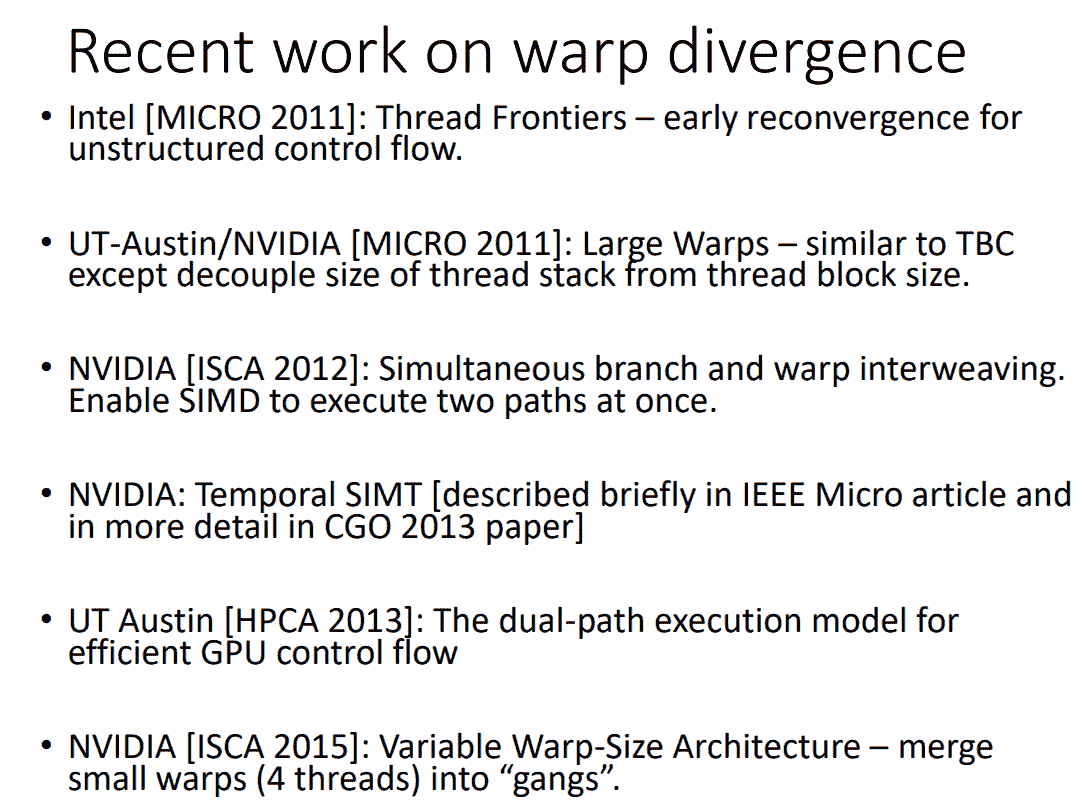 Recent work on warp divergence
• Intel [MICRO 2011]: Thread Frontiers – early reconvergence for
unstructured control flow.
• UT-Austin/NVIDIA [MICRO 2011]: Large Warps – similar to TBC
except decouple size of thread stack from thread block size.
• NVIDIA [ISCA 2012]: Simultaneous branch and warp interweaving.
Enable SIMD to execute two paths at once.
• NVIDIA: Temporal SIMT [described briefly in IEEE Micro article and
in more detail in CGO 2013 paper]
• UT Austin [HPCA 2013]: The dual-path execution model for
efficient GPU control flow
• NVIDIA [ISCA 2015]: Variable Warp-Size Architecture – merge
small warps (4 threads) into “gangs”.